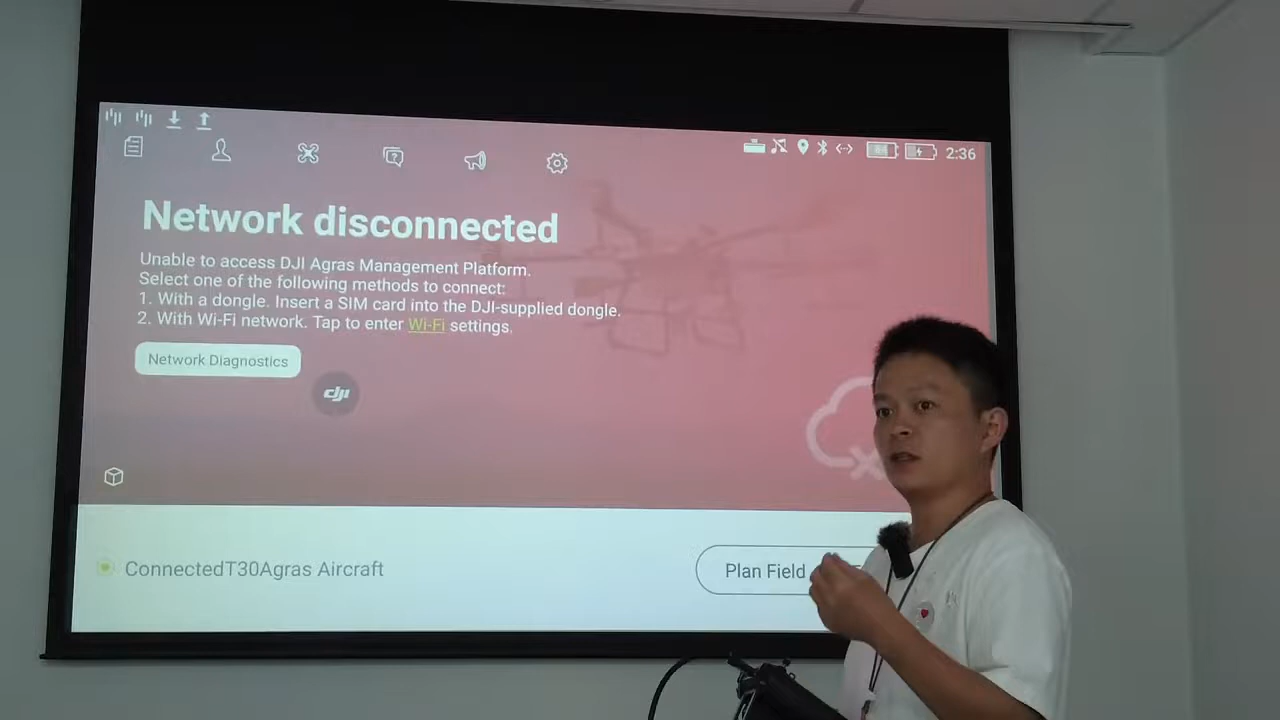 2:36
Network disconnected
Unable to access DJI Agras Management Platform.
Select one of the following methods to connect:
1. With a dongle. Insert a SIM card into the DJI-supplied dongle.
2. With Wi-Fi network. Tap to enter Wi-Fi settings.
Network Diagnostics
dji
ConnectedT30Agras Aircraft
Plan Field